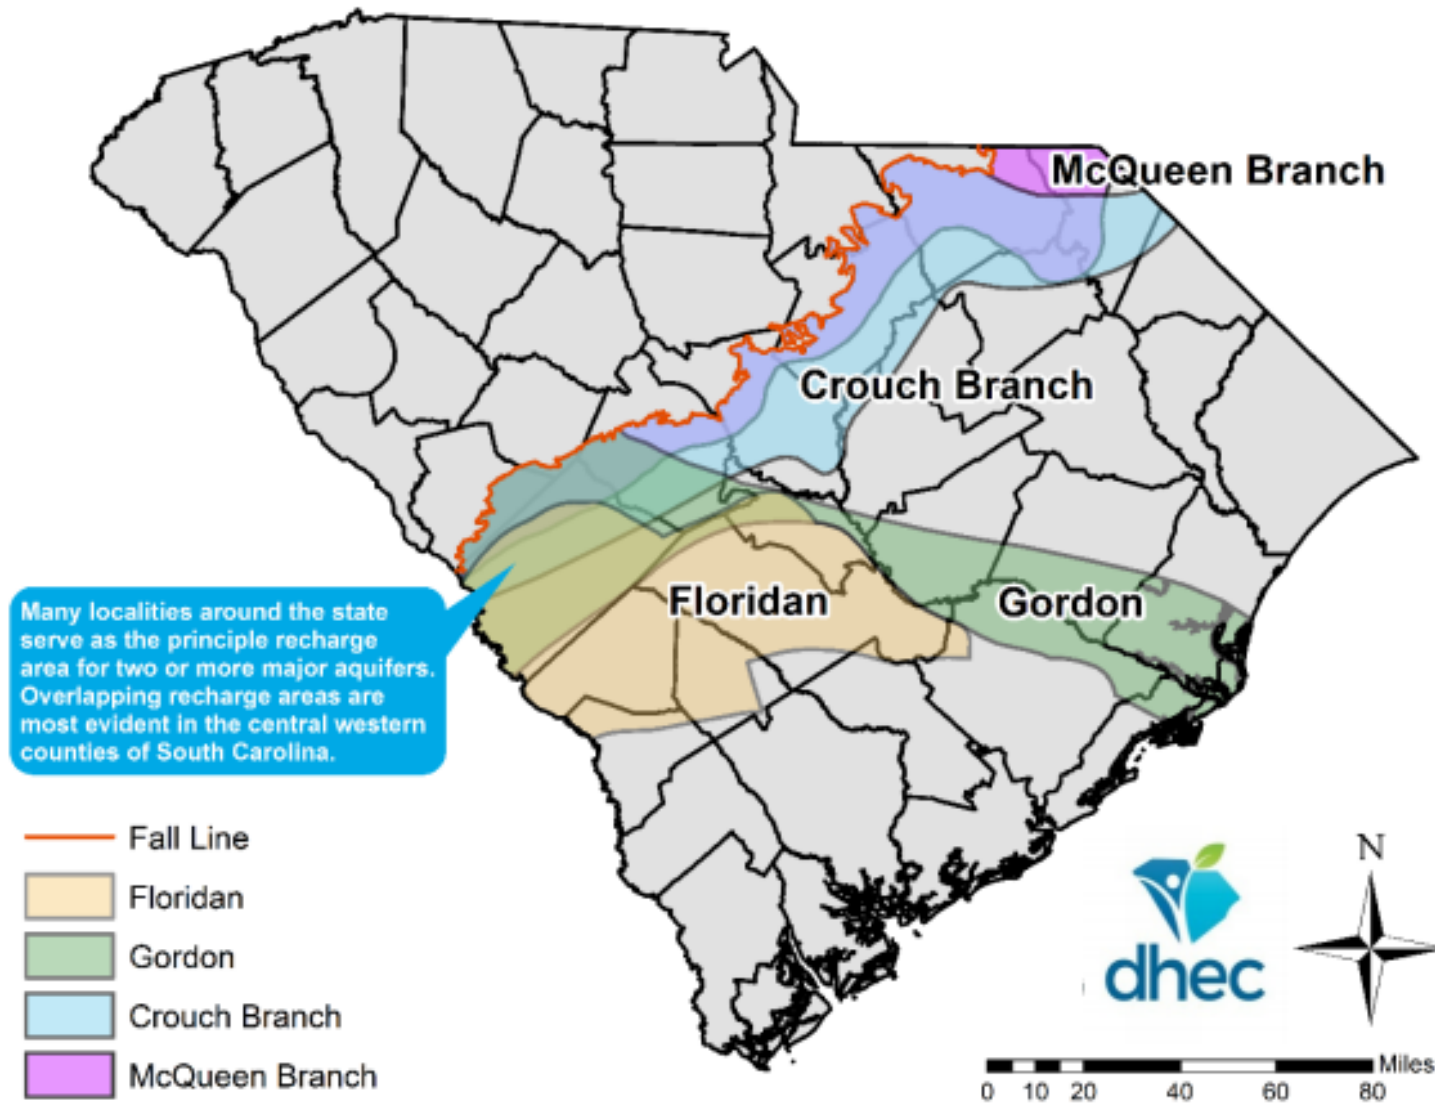 McQueen Branch
Crouch Branch
Floridan
Gordon
Many localities around the state
serve as the principle recharge
area for two or more major aquifers.
Overlapping recharge areas are
most evident in the central western
counties of South Carolina.
Fall Line
Floridan
Gordon
Crouch Branch
McQueen Branch
dhec
N
Miles
0 10 20 40 60 80